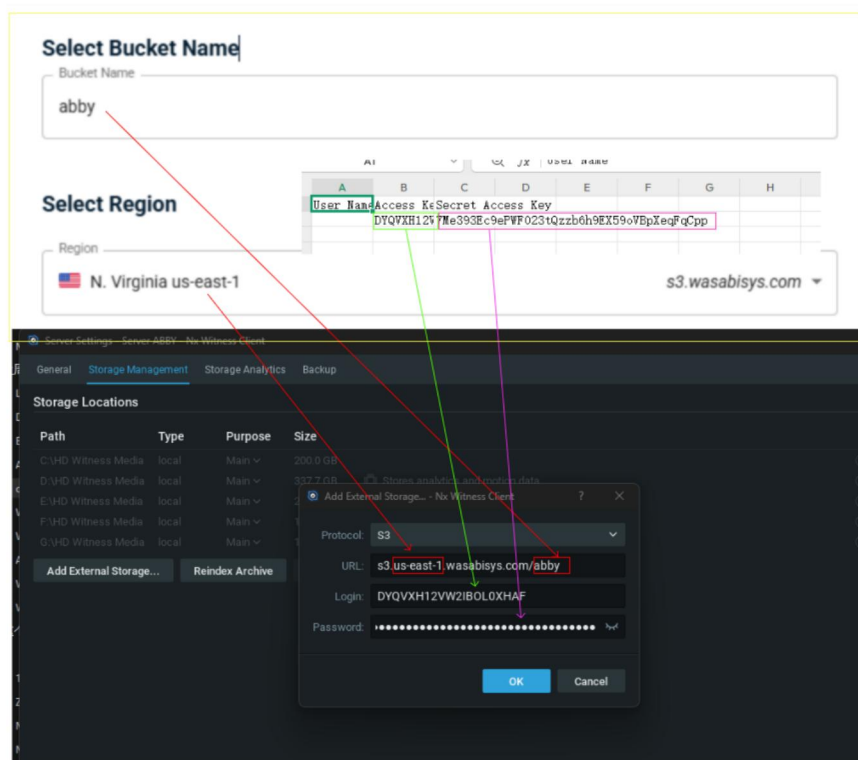 Select Bucket Name
Bucket Name
abby
A1
fx User Name
Select Region
A B C D E F G H
User Name Access Ke Secret Access Key
DYQVXH12V 7Me393Ec9ePWF023tQzzb6h9EX59oVBpXeqFqCpp
Region
N. Virginia us-east-1
s3.wasabisys.com
Server Settings - Server ABBY - Nx Witness Client
General Storage Management Storage Analytics Backup
Storage Locations
Path Type Purpose Size
C:\HD Witness Media local Main 200.0 GB
D:\HD Witness Media local Main 337.7 GB Stores analytics and motion data
E:\HD Witness Media local Main
F:\HD Witness Media local Main
G:\HD Witness Media local Main
Add External Storage... Reindex Archive
Add External Storage... - Nx Witness Client ?
Protocol: S3
URL: s3.us-east-1.wasabisys.com/abby
Login: DYQVXH12VW2IBOL0XHAF
Password:
OK Cancel